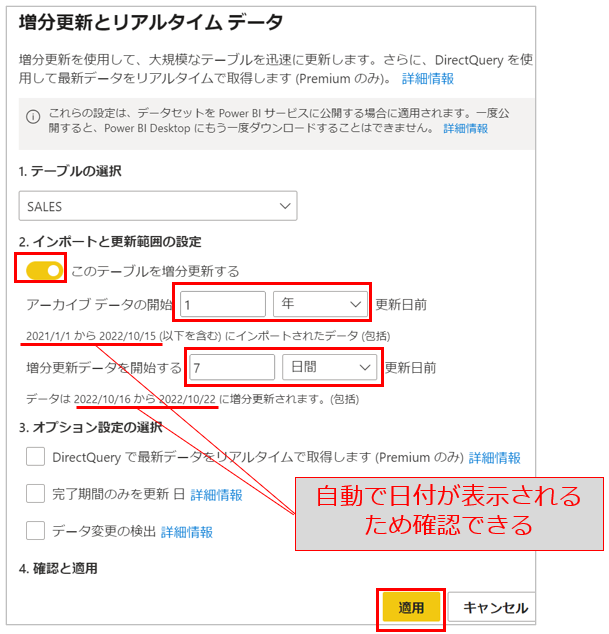 増分更新とリアルタイム データ
増分更新を使用して、大規模なテーブルを迅速に更新します。さらに、DirectQuery を使
用して最新データをリアルタイムで取得します (Premium のみ)。 詳細情報
これらの設定は、データセットを Power BI サービスに公開する場合に適用されます。一度公
開すると、Power BI Desktop にもう一度ダウンロードすることはできません。 詳細情報
1. テーブルの選択
SALES
2. インポートと更新範囲の設定
このテーブルを増分更新する
アーカイブ データの開始 1 年 更新日前
2021/1/1 から 2022/10/15 (以下を含む) にインポートされたデータ (包括)
増分更新データを開始する 7 日間 更新日前
データは 2022/10/16 から 2022/10/22 に増分更新されます。(包括)
3. オプション設定の選択
DirectQuery で最新データをリアルタイムで取得します (Premium のみ) 詳細情報
完了期間のみを更新 日 詳細情報
データ変更の検出 詳細情報
自動で日付が表示される
ため確認できる
4. 確認と適用
適用 キャンセル